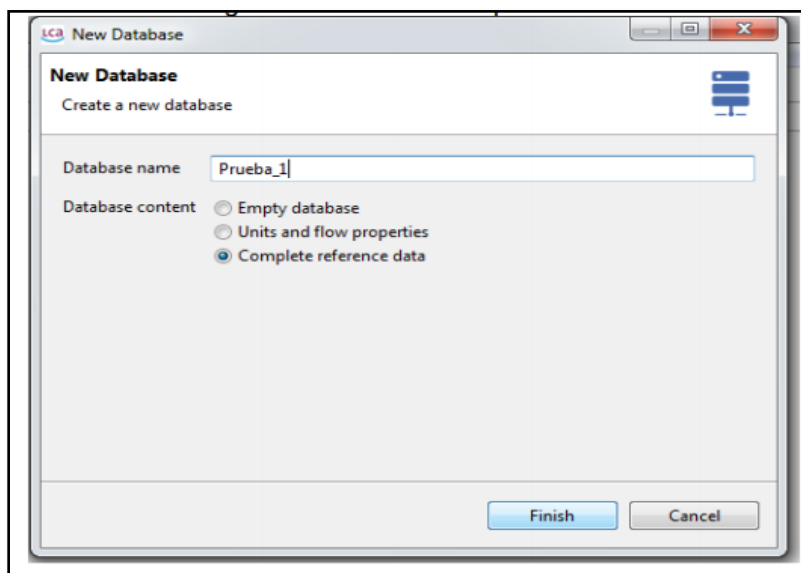 LCA New Database
New Database
Create a new database
Database name Prueba_1
Database content Empty database
Units and flow properties
Complete reference data
Finish Cancel